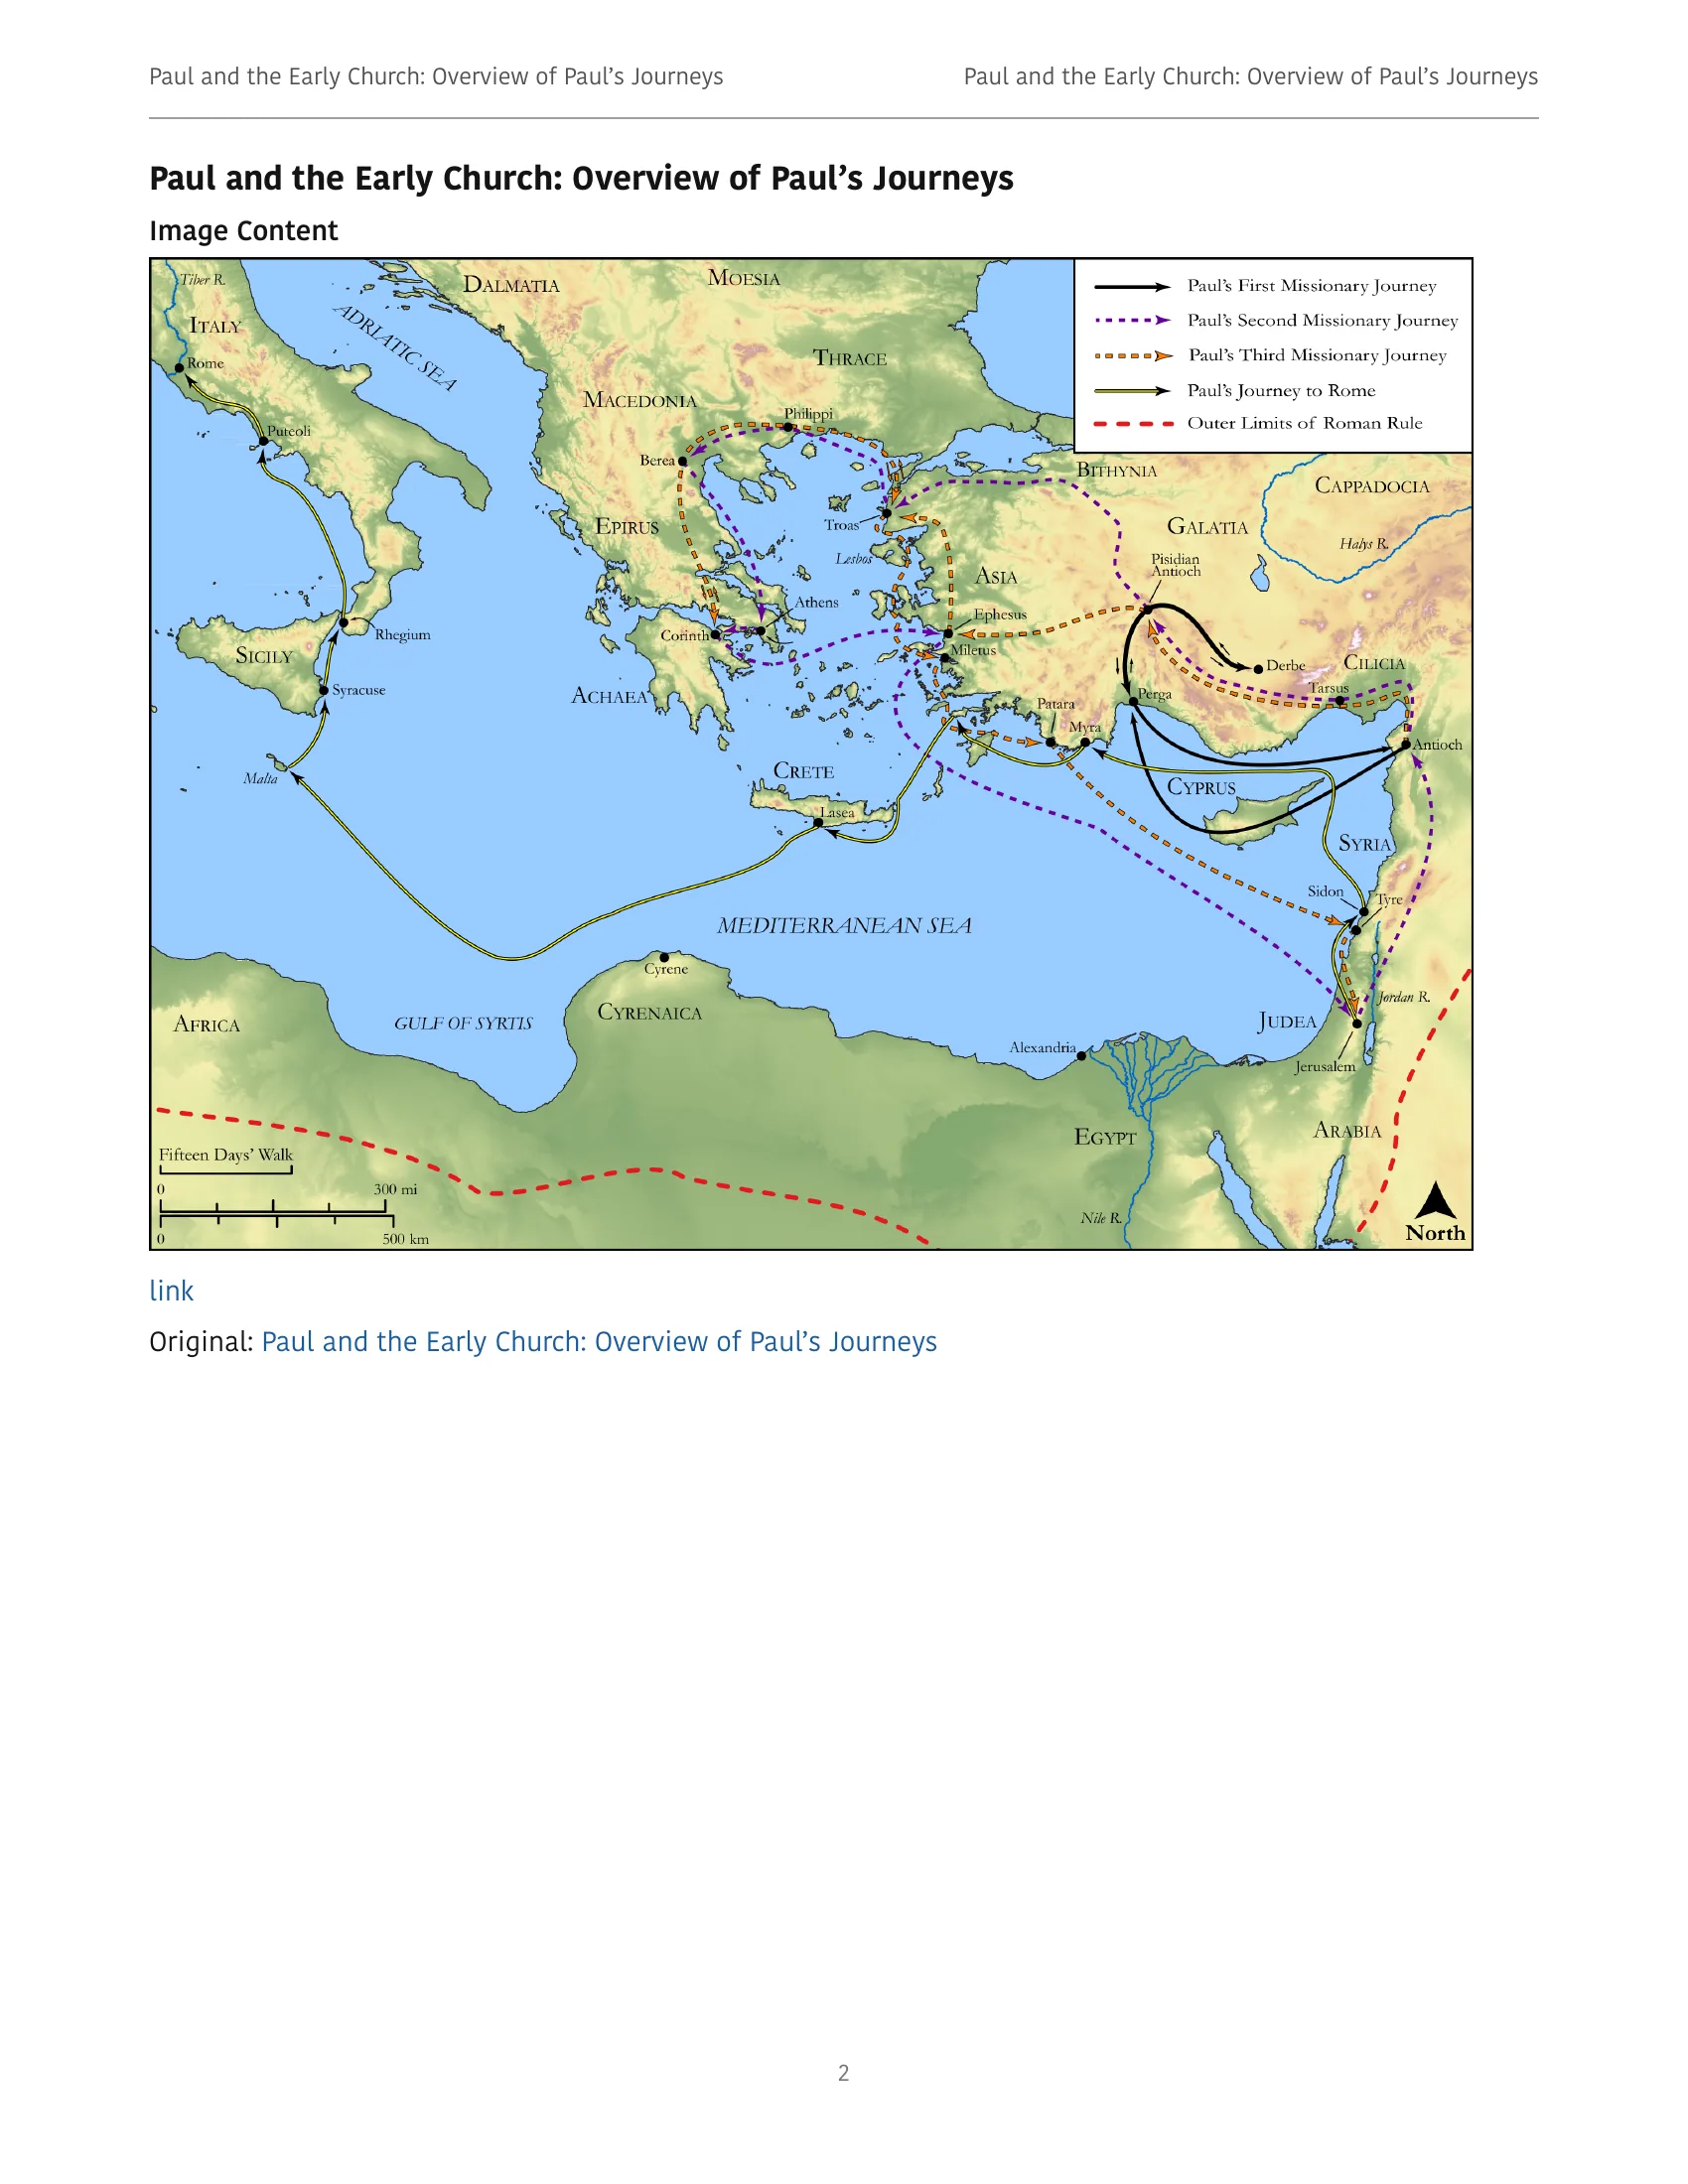 Paul and the Early Church: Overview of Paul’s Journeys
Paul and the Early Church: Overview of Paul’s Journeys
Paul and the Early Church: Overview of Paul’s Journeys
Image Content
Tiber R.
ITALY
Rome
Puteoli
ADRIATIC SEA
DALMATIA
MOESIA
THRACE
MACEDONIA
Philippi
Berea
EPIRUS
Troas
Lesbos
Athens
Corinth
ACHAEA
Rhegium
SICILY
Syracuse
Malta
Paul’s First Missionary Journey
Paul’s Second Missionary Journey
Paul’s Third Missionary Journey
Paul’s Journey to Rome
Outer Limits of Roman Rule
BITHYNIA
CAPPADOCIA
GALATIA
Halys R.
Pisidian
Antioch
ASIA
Ephesus
Miletus
Derbe
CILICIA
Tarsus
Perga
Patara
Myra
Antioch
CRETE
Lasea
CYPRUS
SYRIA
Sidon
Tyre
MEDITERRANEAN SEA
Cyrene
CYRENAICA
AFRICA
GULF OF SYRTIS
Jordan R.
JUDEA
Jerusalem
Alexandria
EGYPT
ARABIA
Nile R.
Fifteen Days’ Walk
0
300 mi
0
500 km
North
link
Original: Paul and the Early Church: Overview of Paul’s Journeys
2